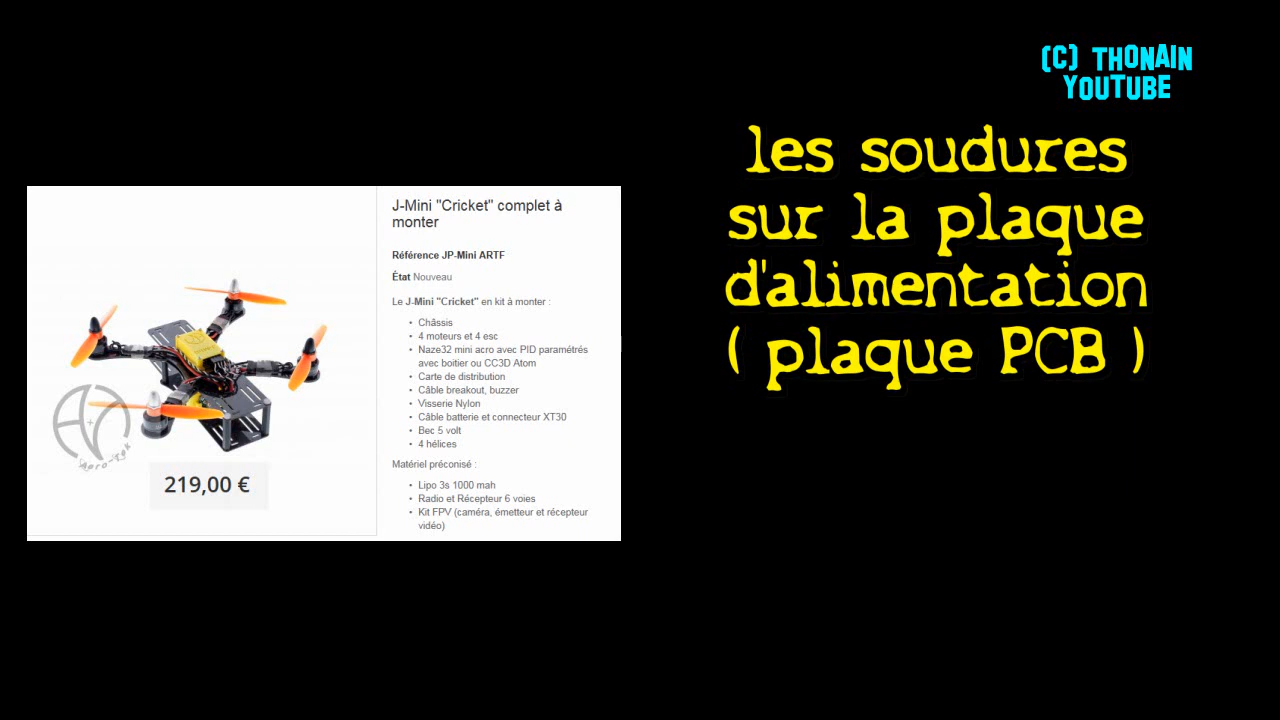 (C) THONAIN
YOUTUBE
les soudures
sur la plaque
d'alimentation
( plaque PCB )
J-Mini "Cricket" complet à
monter
Référence JP-Mini ARTF
État Nouveau
Le J-Mini "Cricket" en kit à monter :
• Châssis
• 4 moteurs et 4 esc
• Naze32 mini acro avec PID paramétrés
avec boitier ou CC3D Atom
• Carte de distribution
• Câble breakout, buzzer
• Visserie Nylon
• Câble batterie et connecteur XT30
• Bec 5 volt
• 4 hélices
Matériel préconisé :
• Lipo 3s 1000 mah
• Radio et Récepteur 6 voies
• Kit FPV (caméra, émetteur et récepteur
vidéo)
Aero-Tek
219,00 €